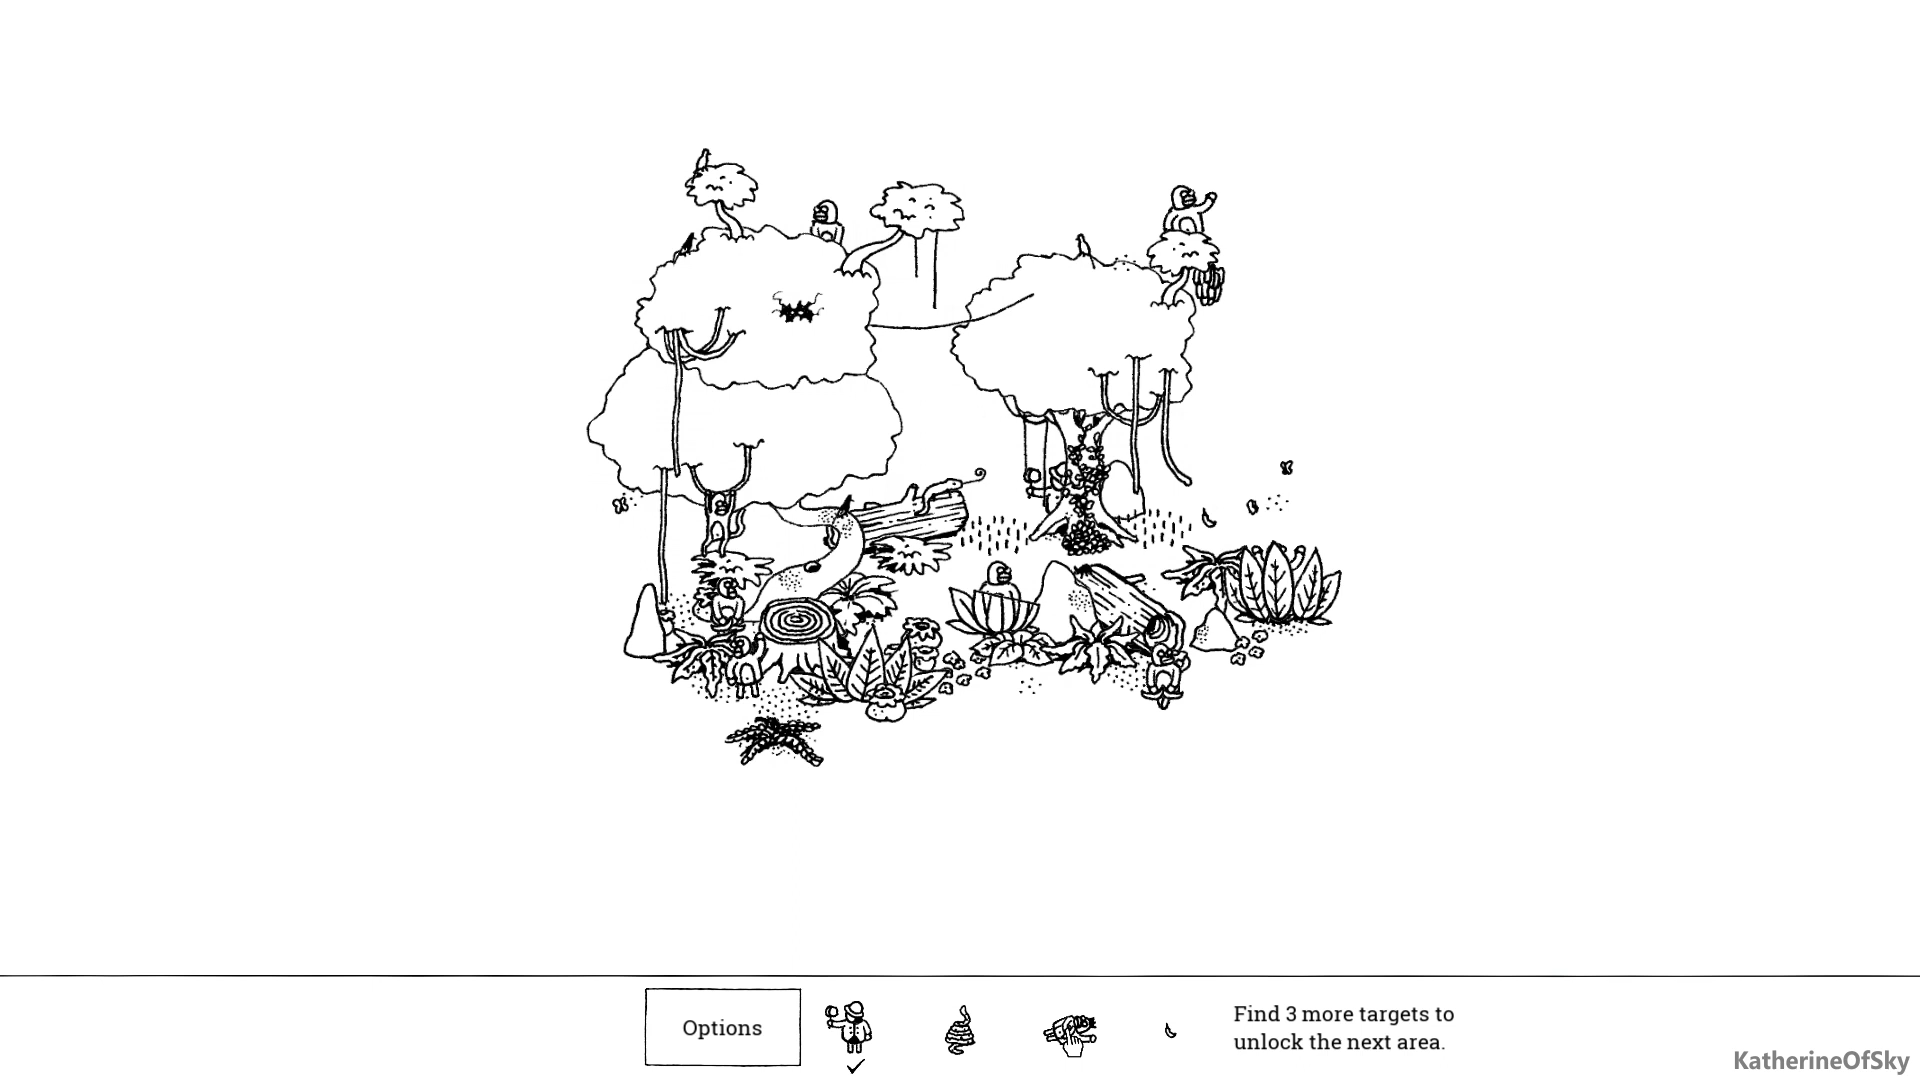 Options
Find 3 more targets to
unlock the next area.
KatherineOfSky